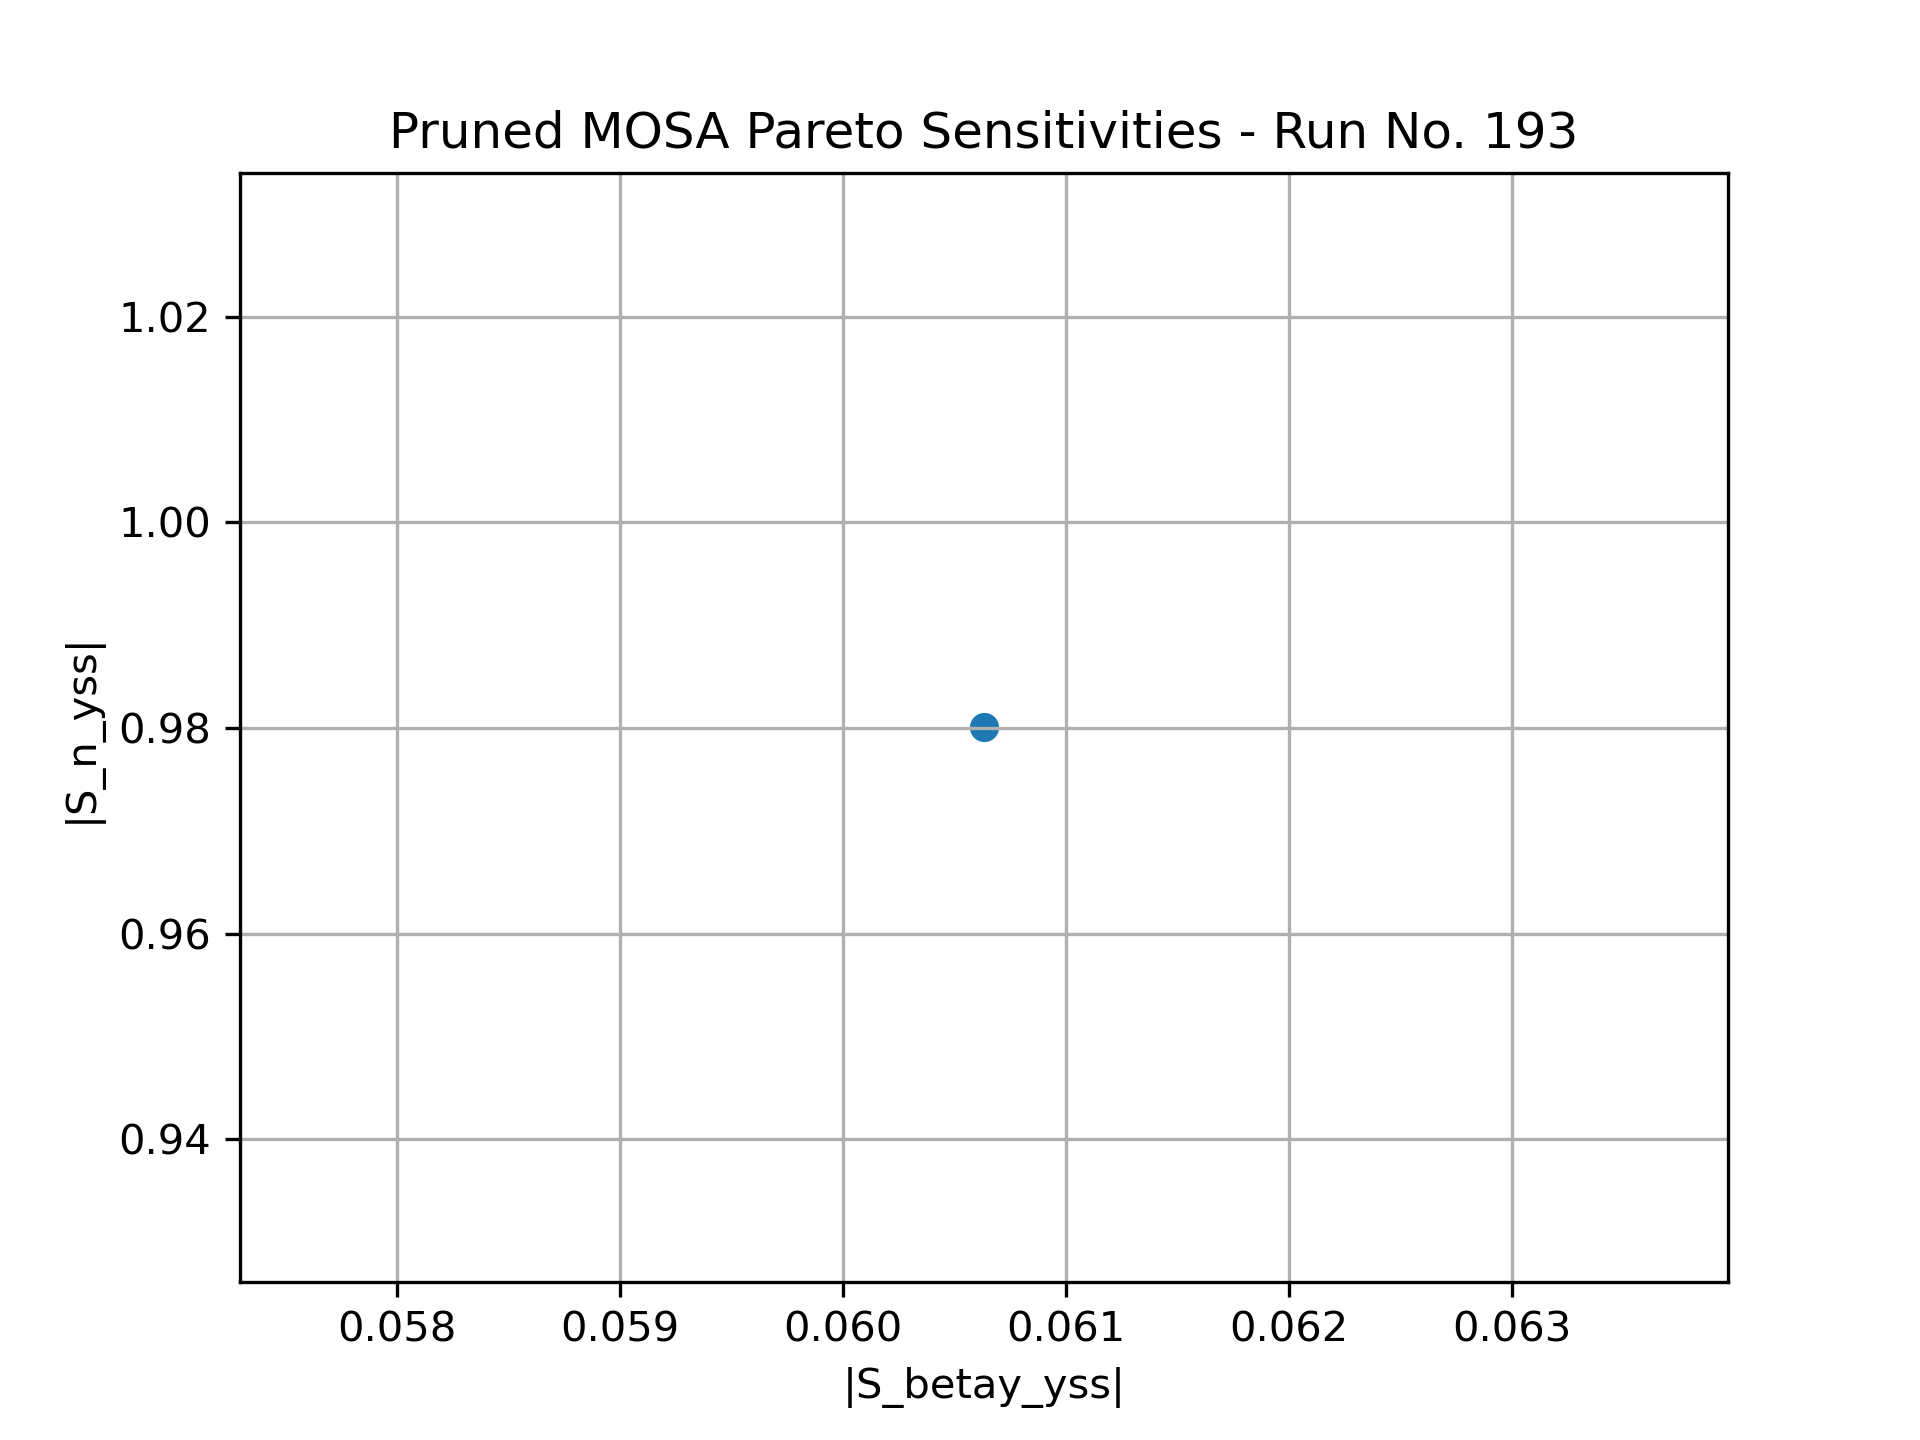 Pruned MOSA Pareto Sensitivities - Run No. 193
|S_n_yss|
1.02
1.00
0.98
0.96
0.94
0.058 0.059 0.060 0.061 0.062 0.063
|S_betay_yss|